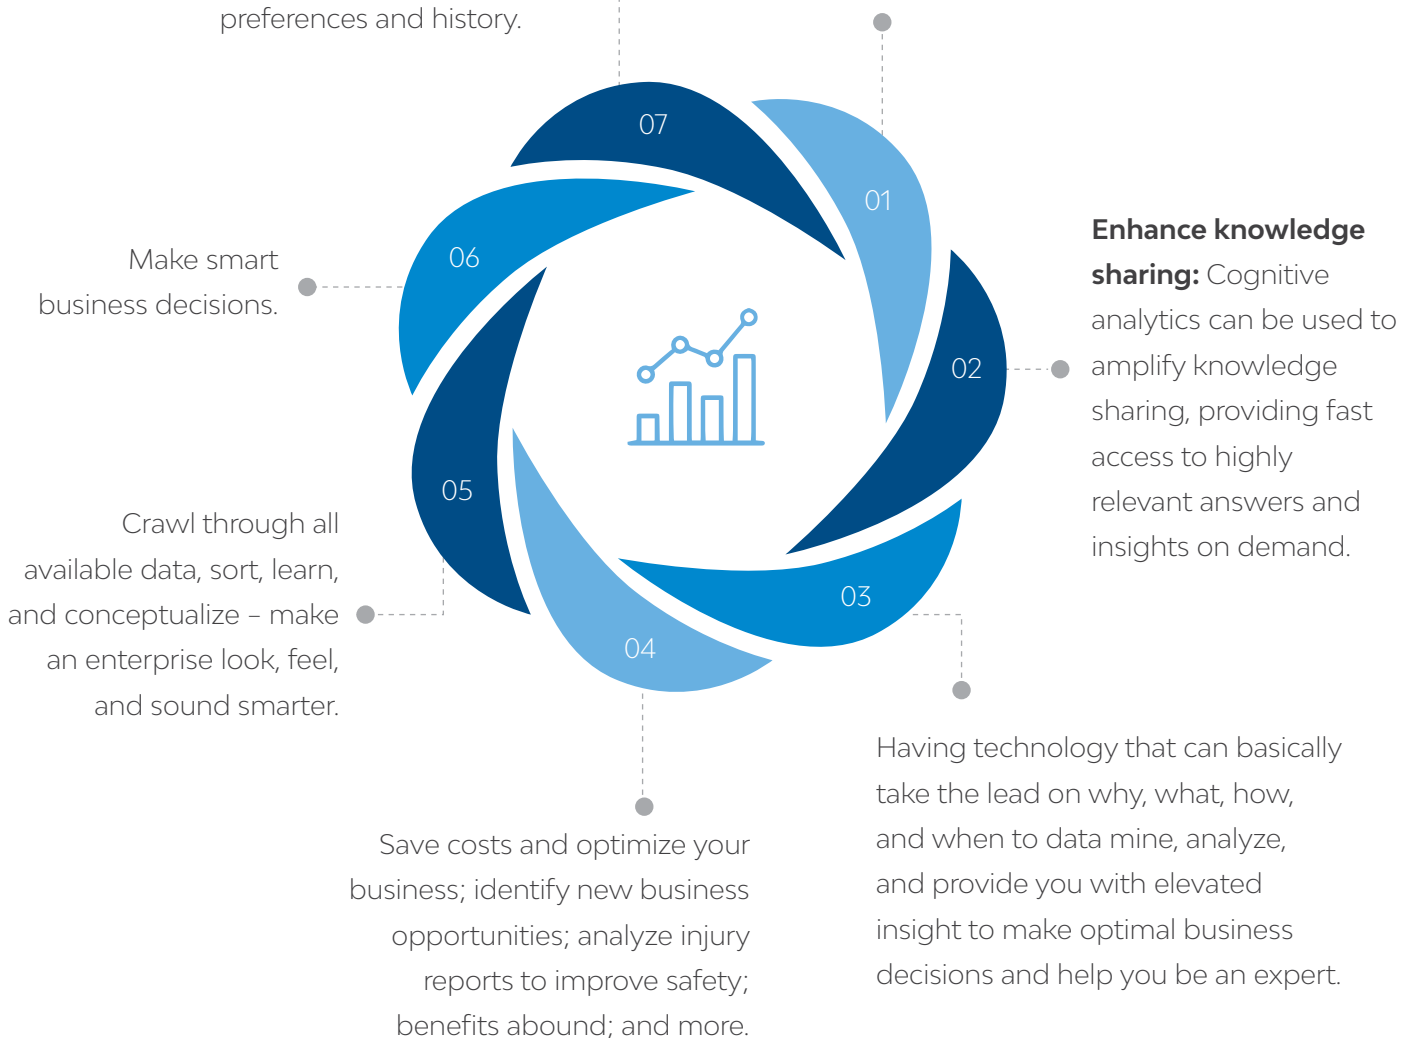 preferences and history.
07
01
06
Make smart
business decisions.
Enhance knowledge
sharing: Cognitive
analytics can be used to
amplify knowledge
sharing, providing fast
access to highly
relevant answers and
insights on demand.
02
05
Crawl through all
available data, sort, learn,
and conceptualize – make
an enterprise look, feel,
and sound smarter.
03
04
Having technology that can basically
take the lead on why, what, how,
and when to data mine, analyze,
and provide you with elevated
insight to make optimal business
decisions and help you be an expert.
Save costs and optimize your
business; identify new business
opportunities; analyze injury
reports to improve safety;
benefits abound; and more.